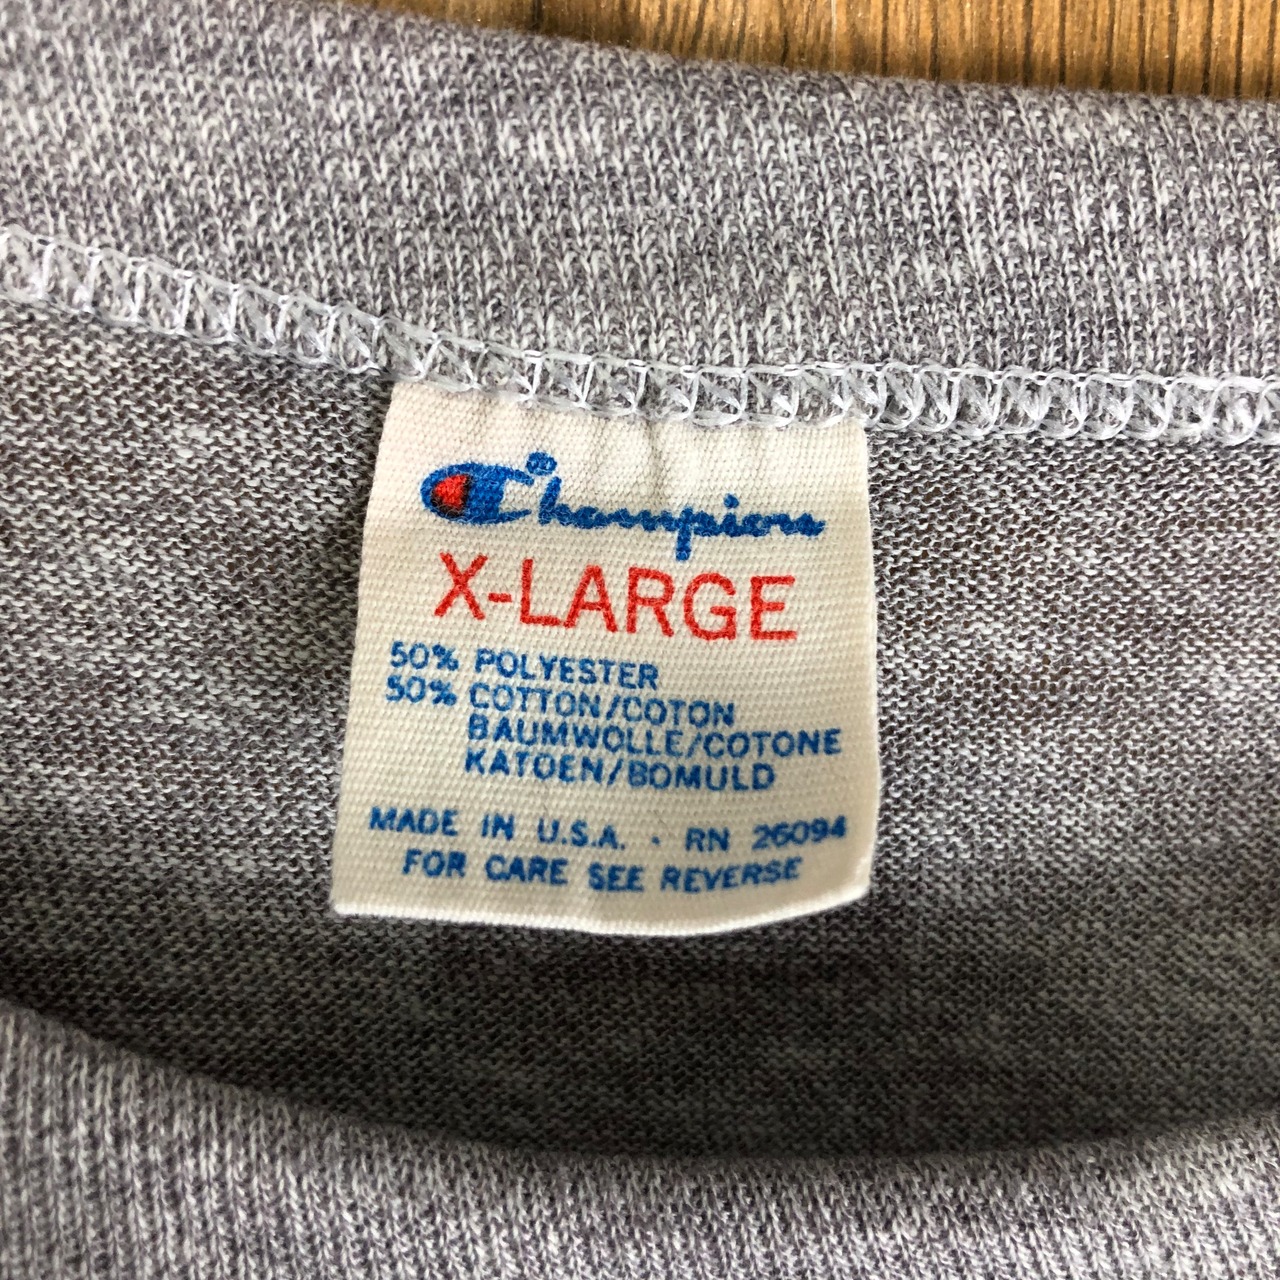 Champion
X-LARGE
50% POLYESTER
50% COTTON/COTON
BAUMWOLLE/COTONE
KATOEN/BOMULD
MADE IN U.S.A. · RN 26094
FOR CARE SEE REVERSE